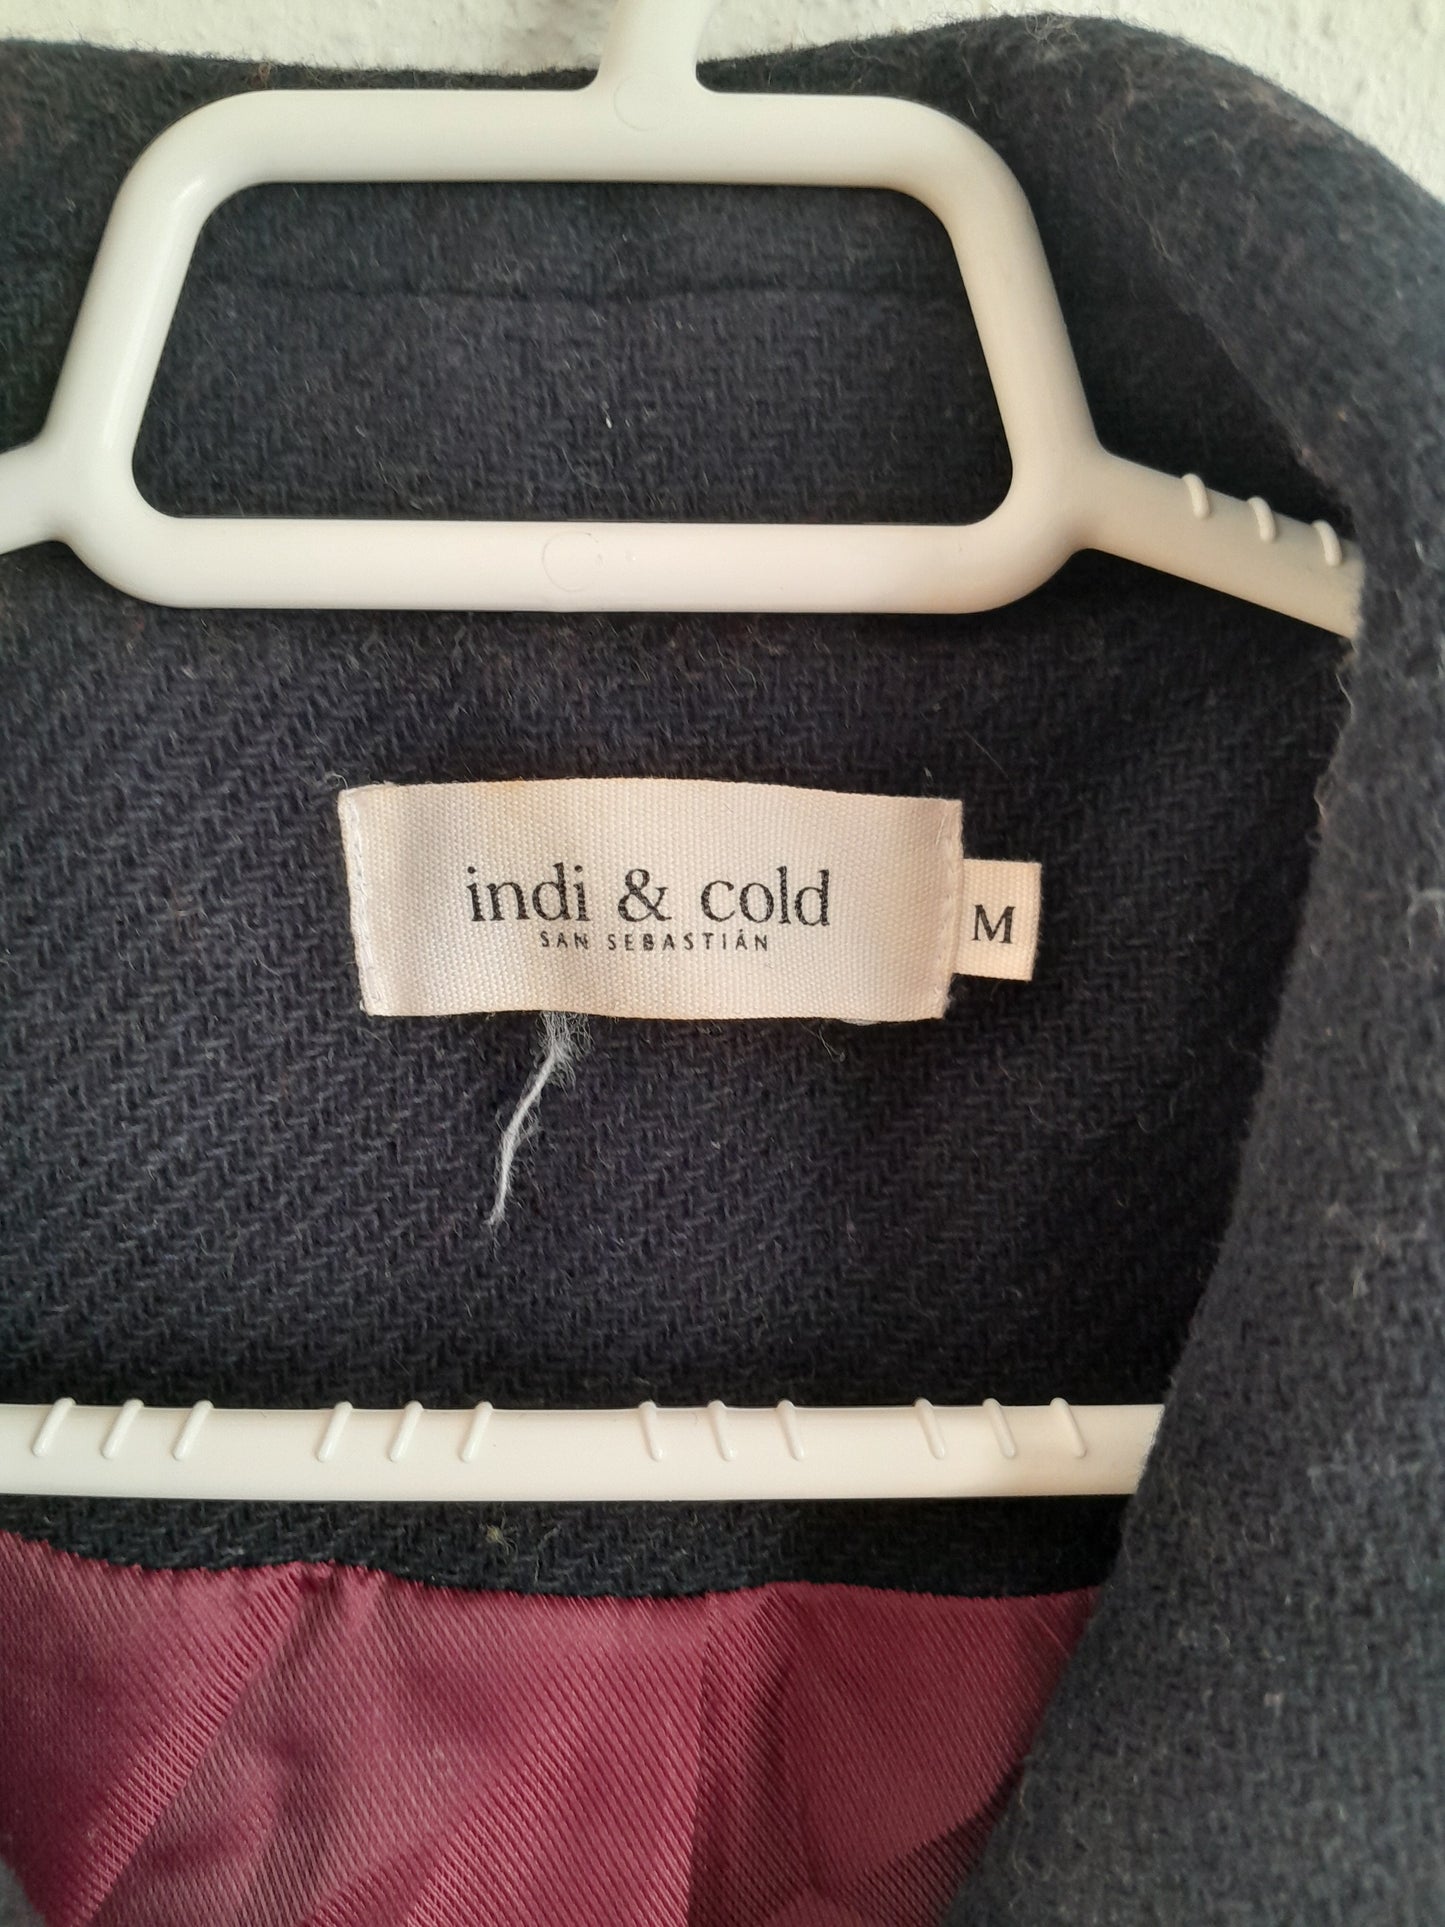 indi & cold
SAN SEBASTIÁN
M